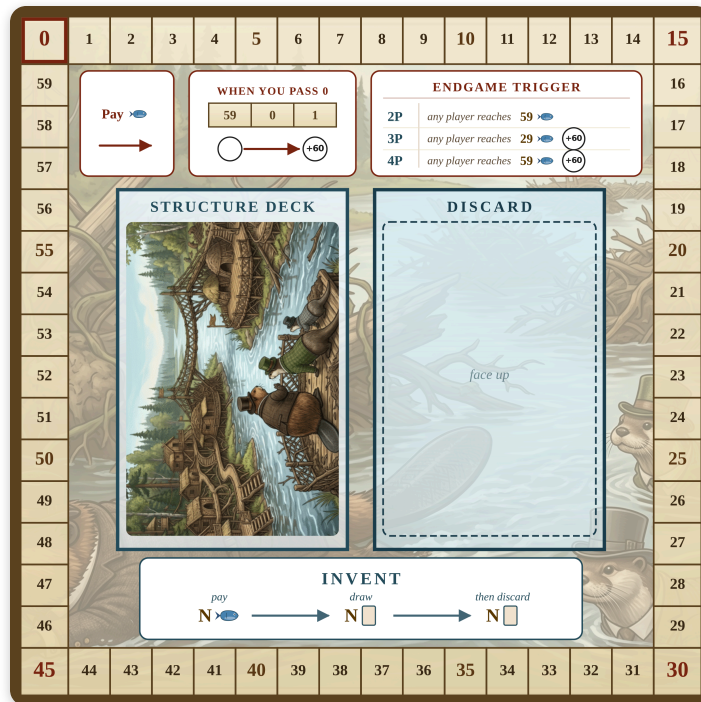 0 1 2 3 4 5 6 7 8 9 10 11 12 13 14 15
59 16
58 17
57 18
56 19
55 20
54 21
53 22
52 23
51 24
50 25
49 26
48 27
47 28
46 29
45 44 43 42 41 40 39 38 37 36 35 34 33 32 31 30
Pay
WHEN YOU PASS 0
59 0 1
+60
ENDGAME TRIGGER
2P any player reaches 59
3P any player reaches 29 +60
4P any player reaches 59 +60
STRUCTURE DECK
DISCARD
face up
INVENT
pay draw then discard
N N N